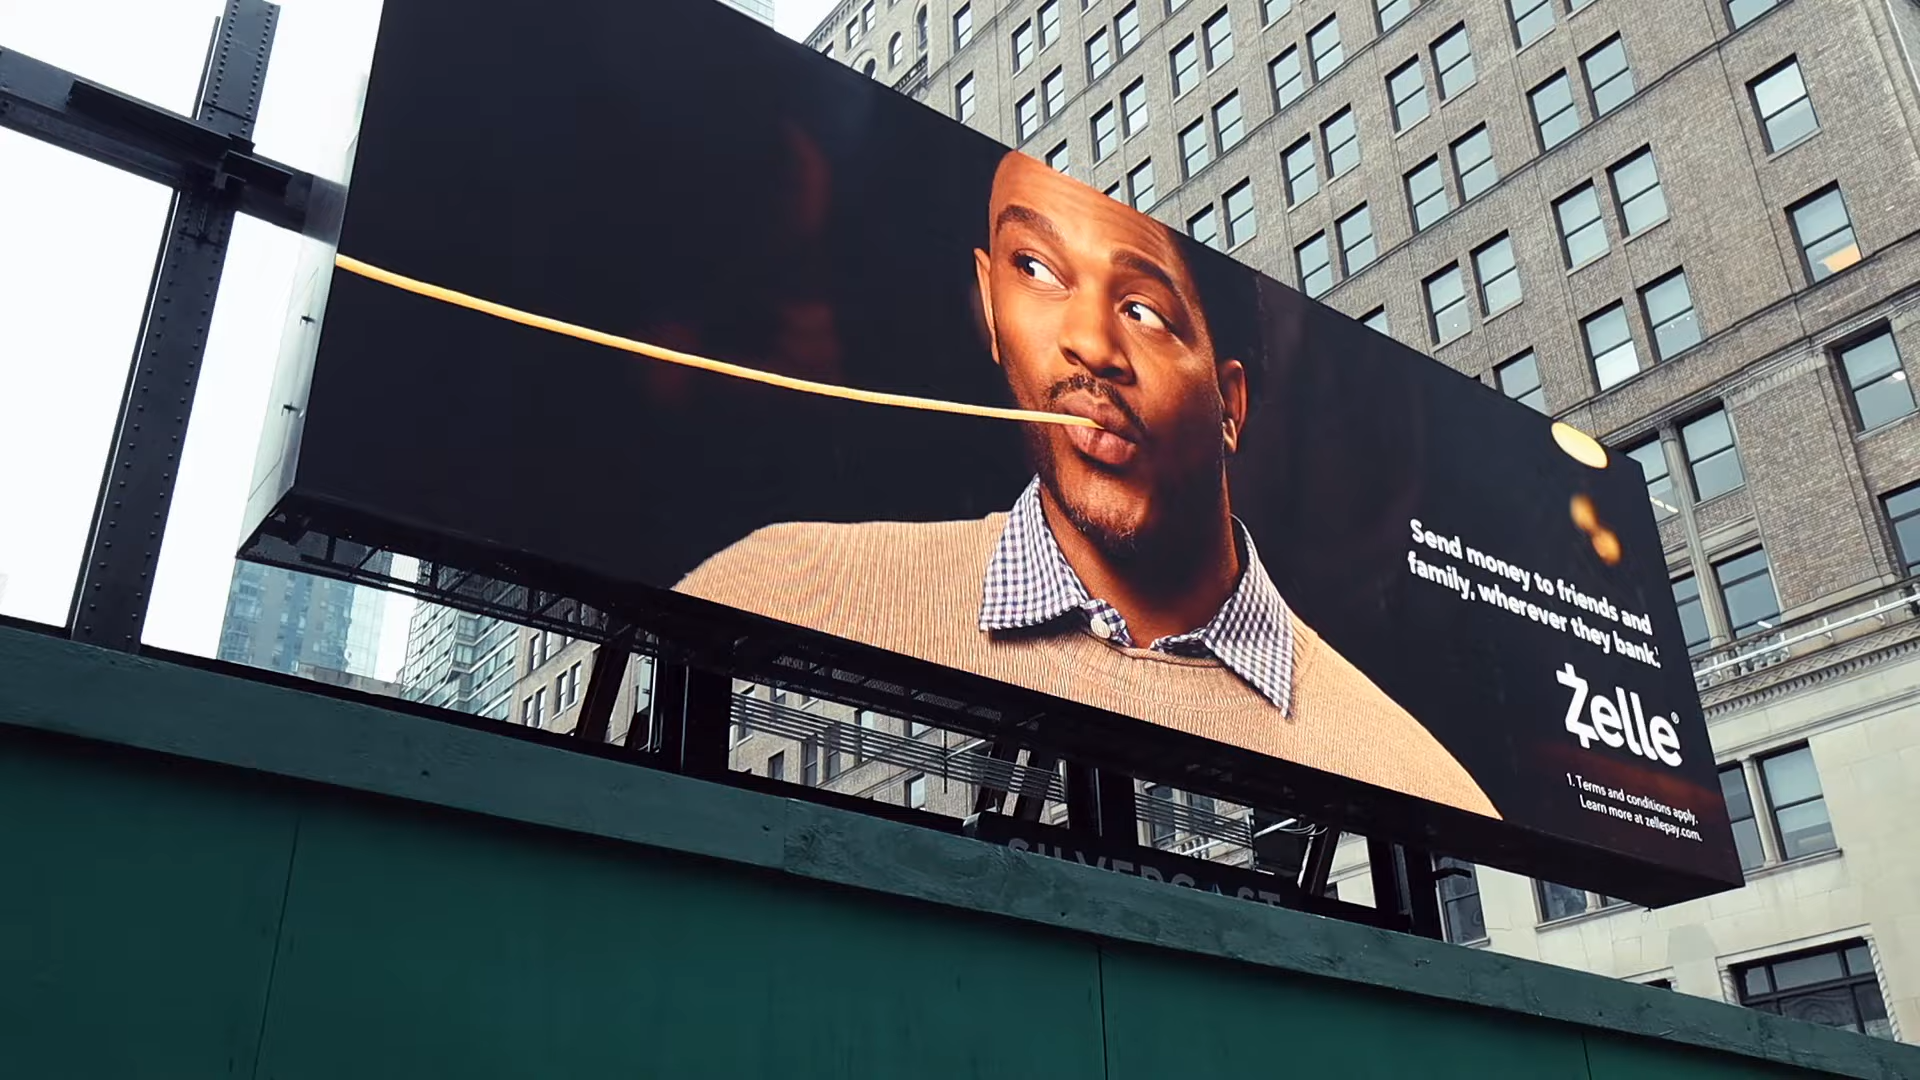 Send money to friends and
family, wherever they bank.¹
Zelle®
1. Terms and conditions apply.
Learn more at zellepay.com.
SILVERCAST